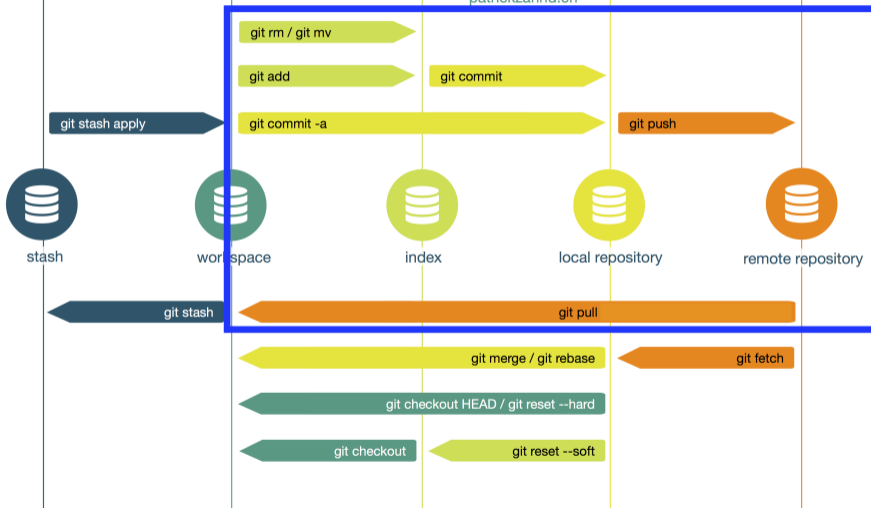 git rm / git mv
git add
git commit
git stash apply
git commit -a
git push
stash
workspace
index
local repository
remote repository
git stash
git pull
git merge / git rebase
git fetch
git checkout HEAD / git reset --hard
git checkout
git reset --soft